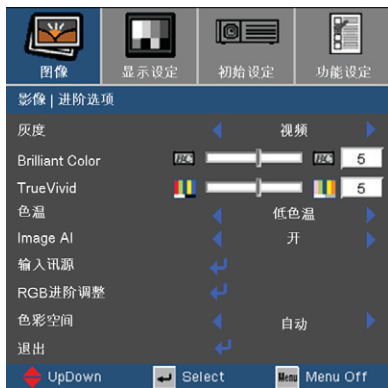 图像 显示设定 初始设定 功能设定
影像 | 进阶选项
灰度 视频
Brilliant Color BC BC 5
TrueVivid 5
色温 低色温
Image AI 开
输入讯源
RGB进阶调整
色彩空间 自动
退出
UpDown Select Menu Menu Off